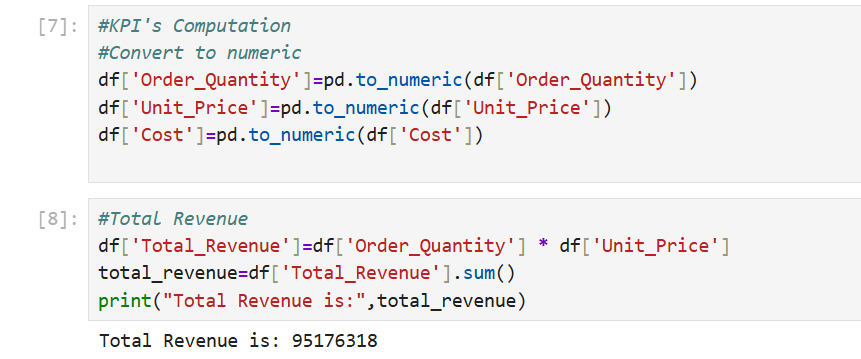 [7]: #KPI's Computation
#Convert to numeric
df['Order_Quantity']=pd.to_numeric(df['Order_Quantity'])
df['Unit_Price']=pd.to_numeric(df['Unit_Price'])
df['Cost']=pd.to_numeric(df['Cost'])
[8]: #Total Revenue
df['Total_Revenue']=df['Order_Quantity'] * df['Unit_Price']
total_revenue=df['Total_Revenue'].sum()
print("Total Revenue is:",total_revenue)
Total Revenue is: 95176318